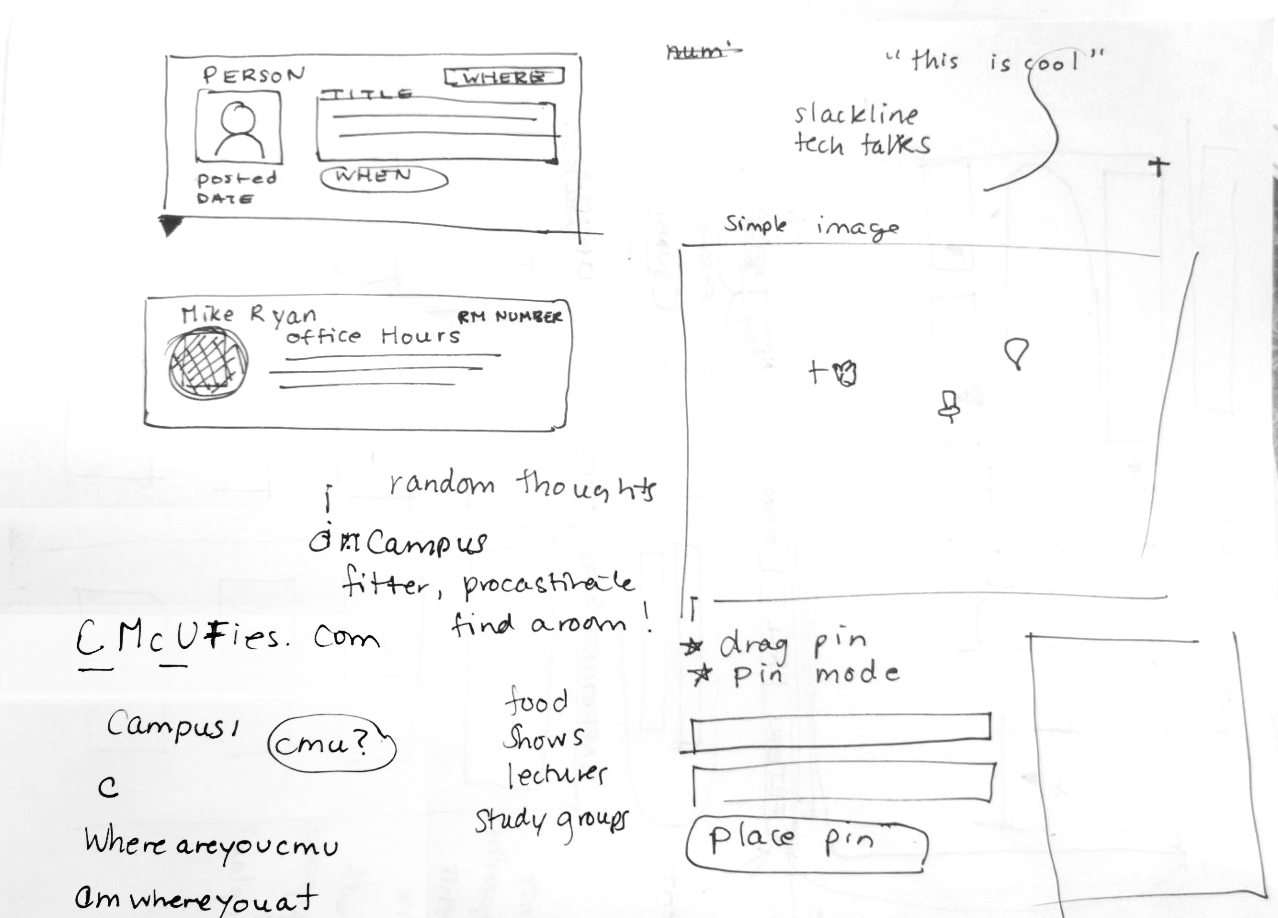 PERSON
WHERE
TITLE
posted
DATE
WHEN
Mike Ryan
RM NUMBER
office Hours
random thoughts
Campus
fitter, procastinate
find a room!
CMcUFies.com
Campus,
cmu?
C
Where areyoucmu
am whereyouat
food
Shows
lectures
Study groups
"this is cool"
slackline
tech talks
Simple image
drag pin
pin mode
place pin